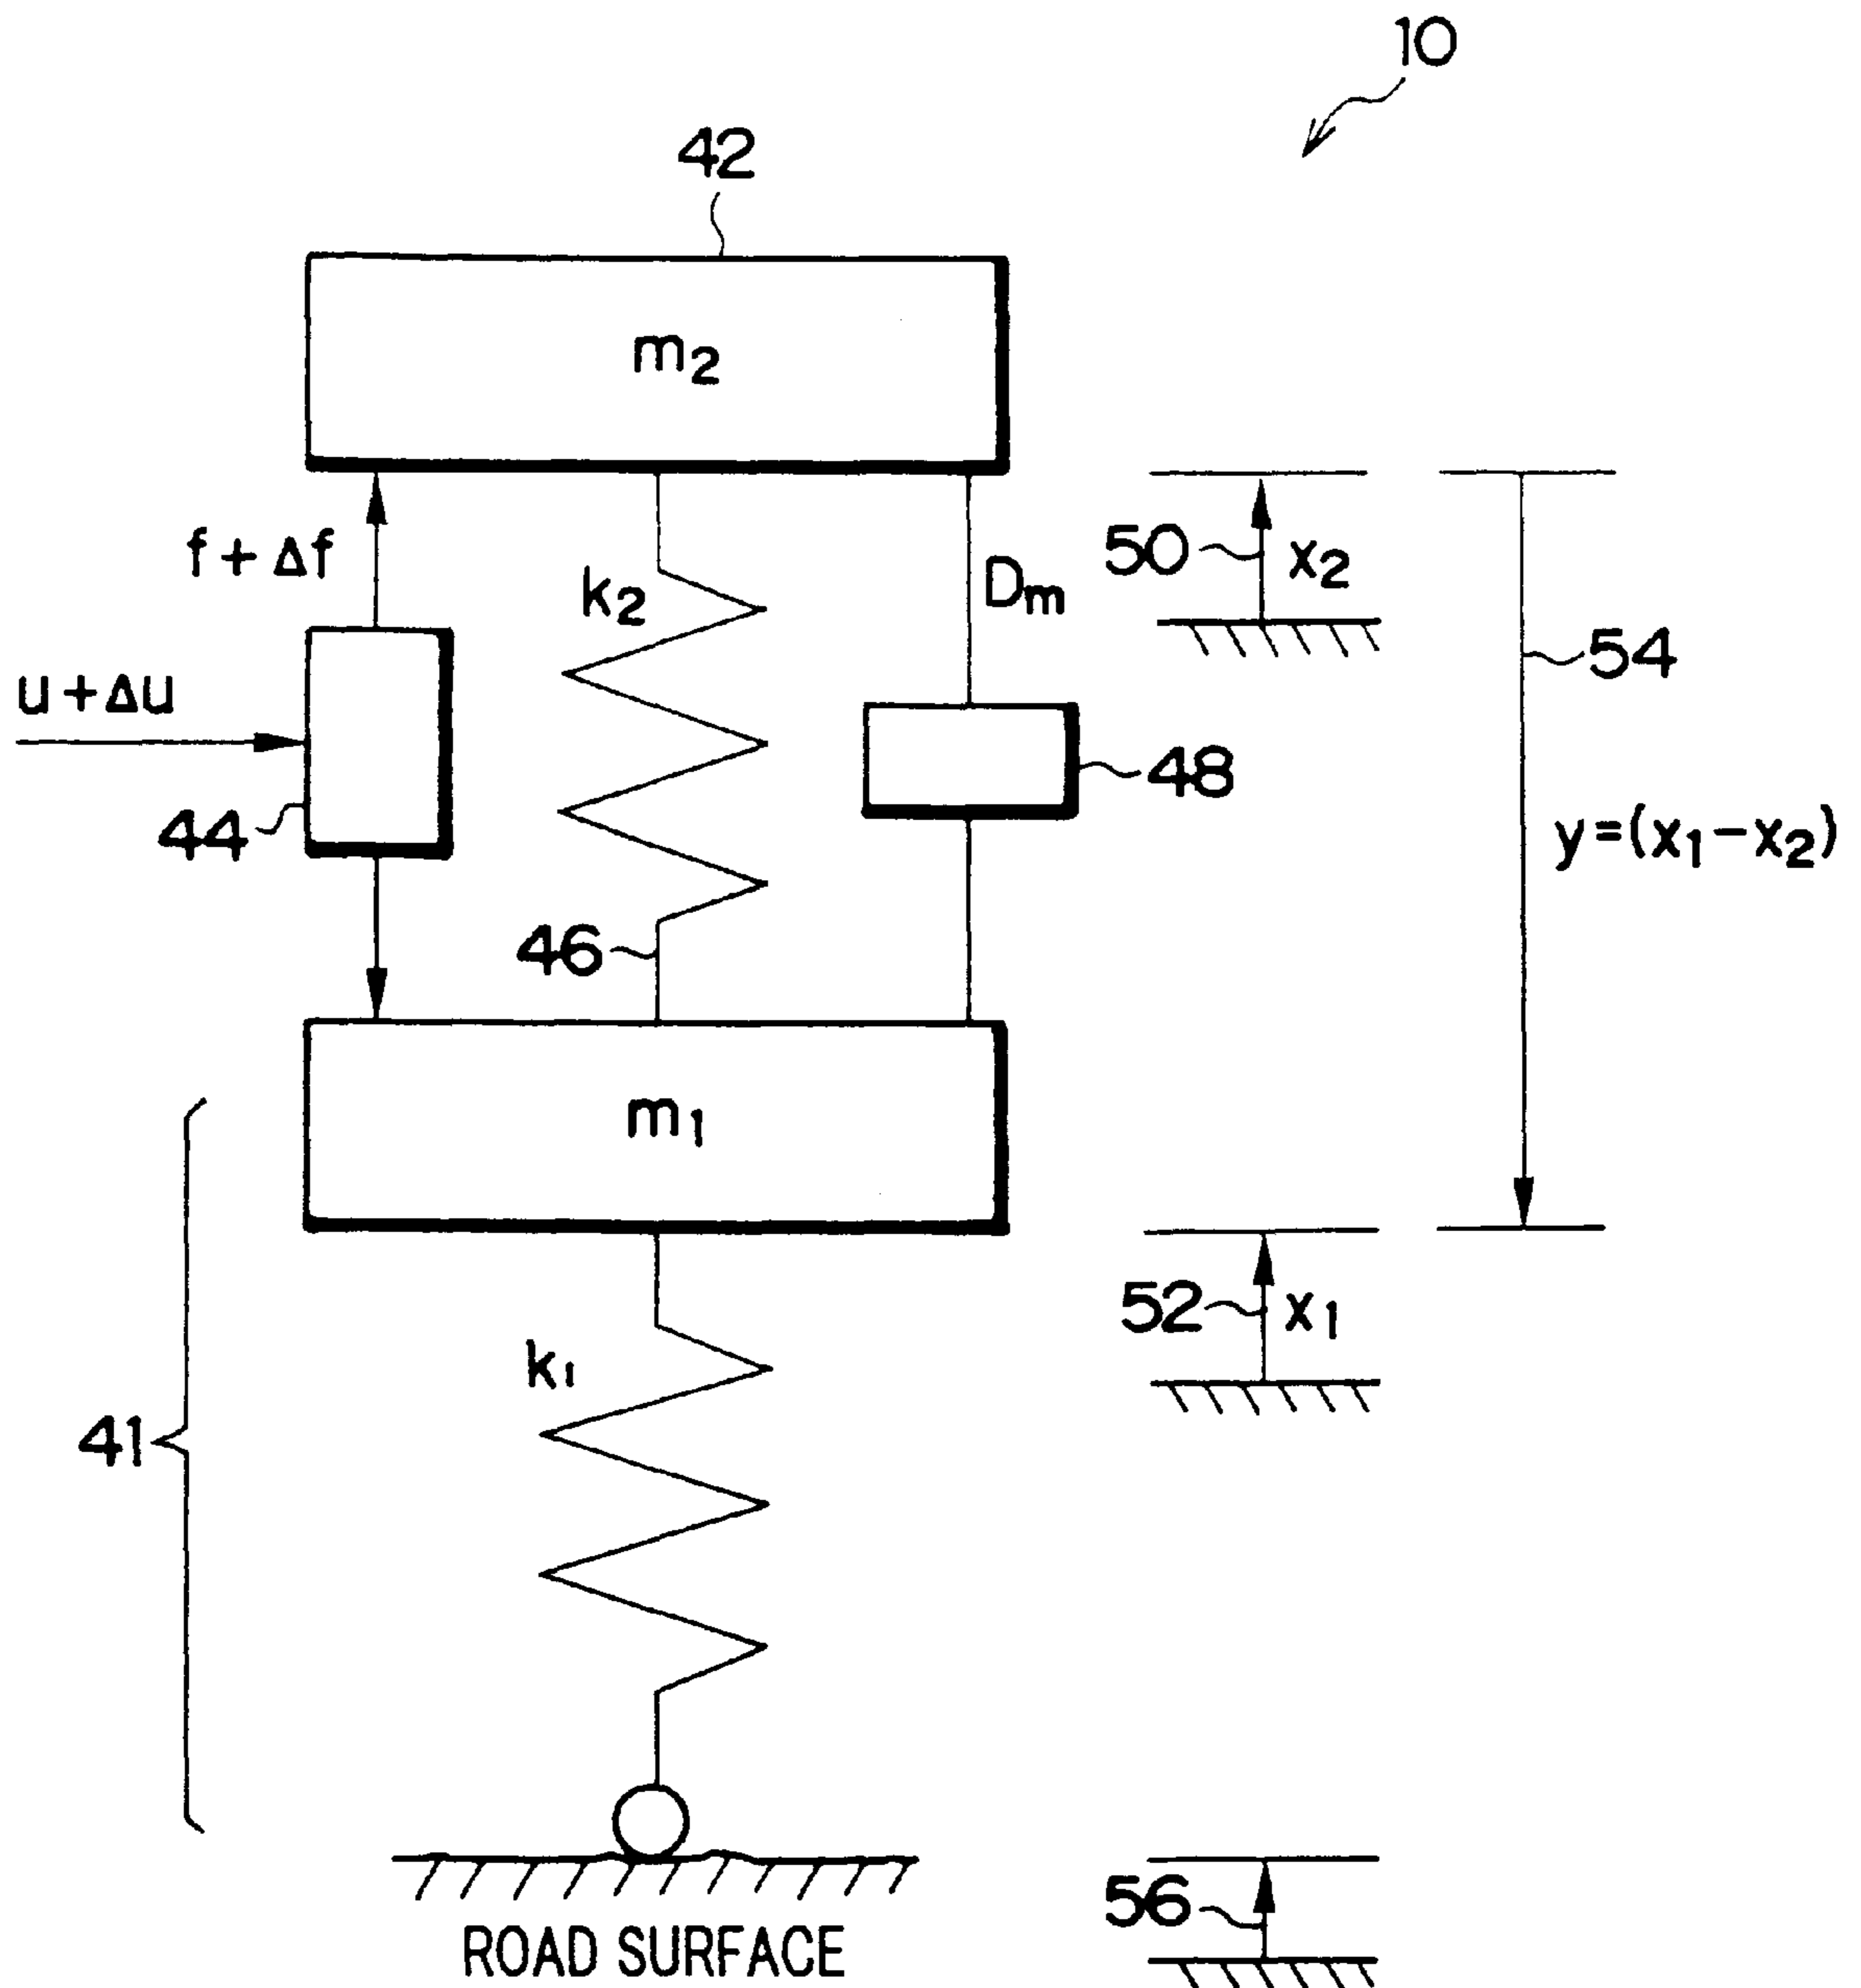 10
42
m₂
f+Δf
k₂
Dₘ
50
x₂
54
u+Δu
44
48
y=(x₁−x₂)
46
m₁
52
x₁
k₁
41
56
ROAD SURFACE